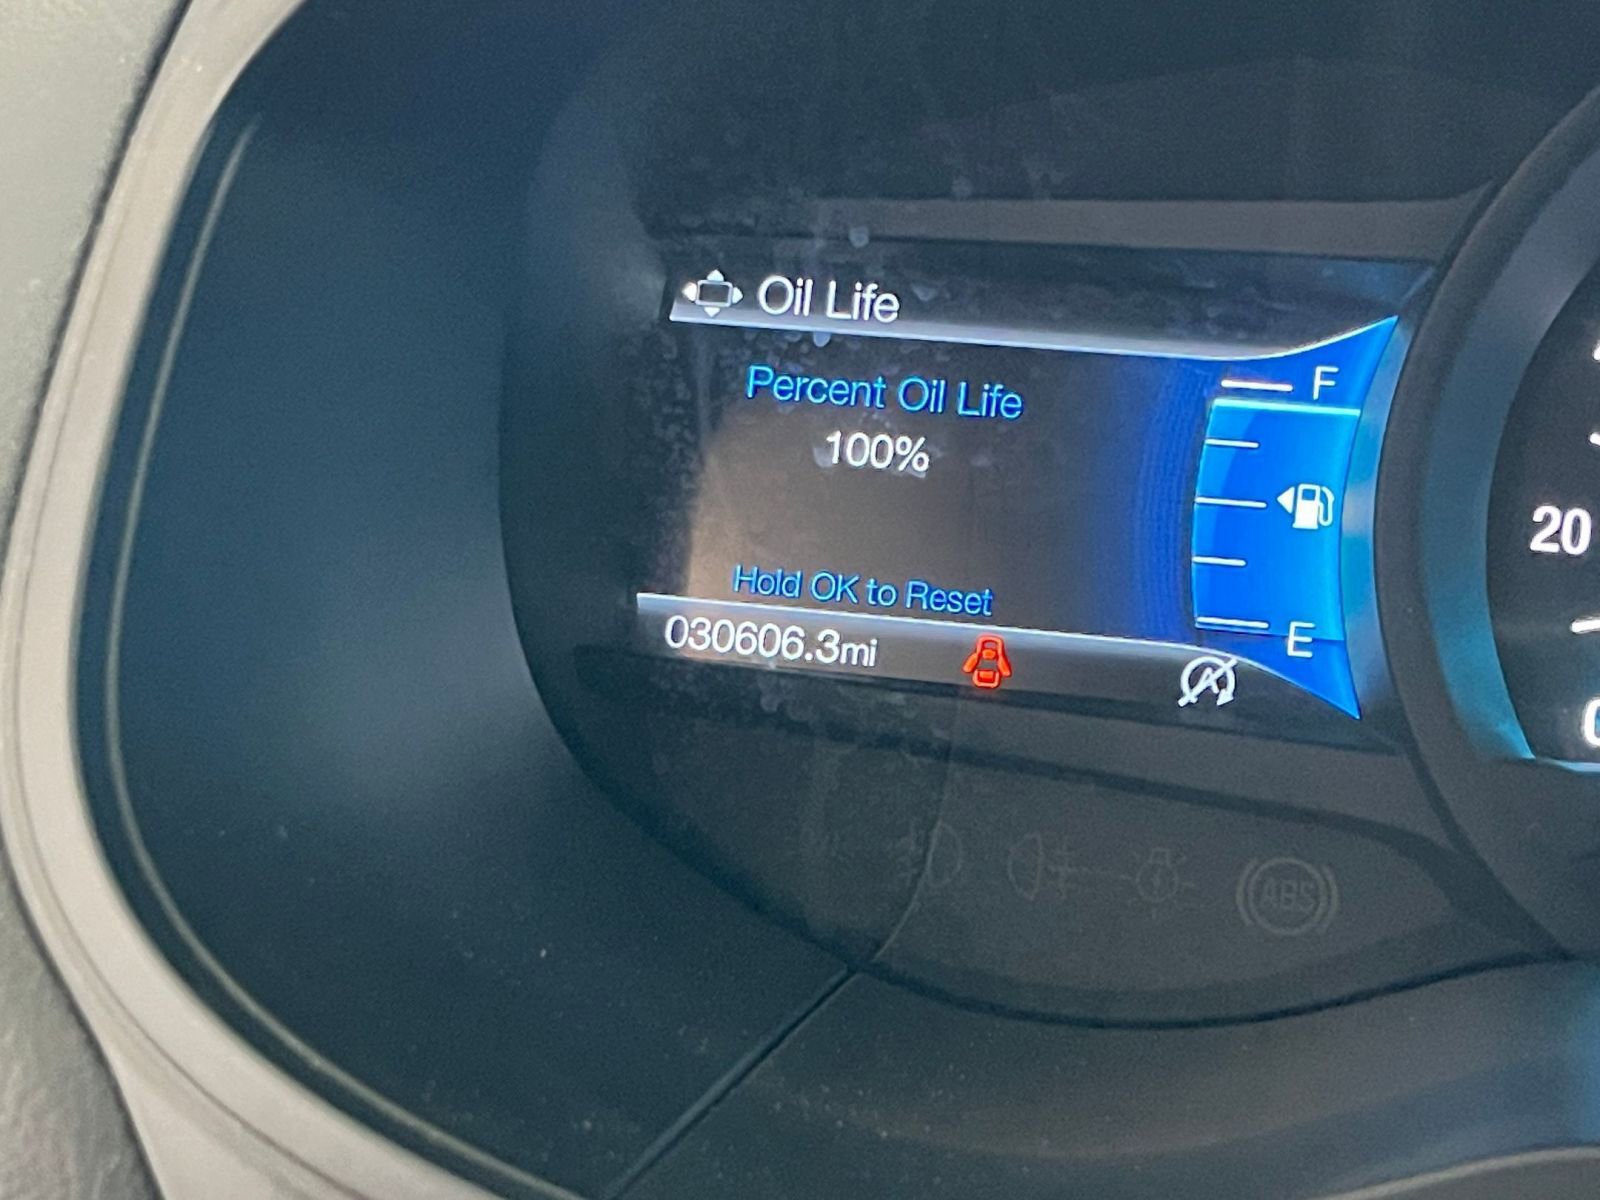 Oil Life
Percent Oil Life
100%
F
Hold OK to Reset
E
030606.3mi
A
20
ABS